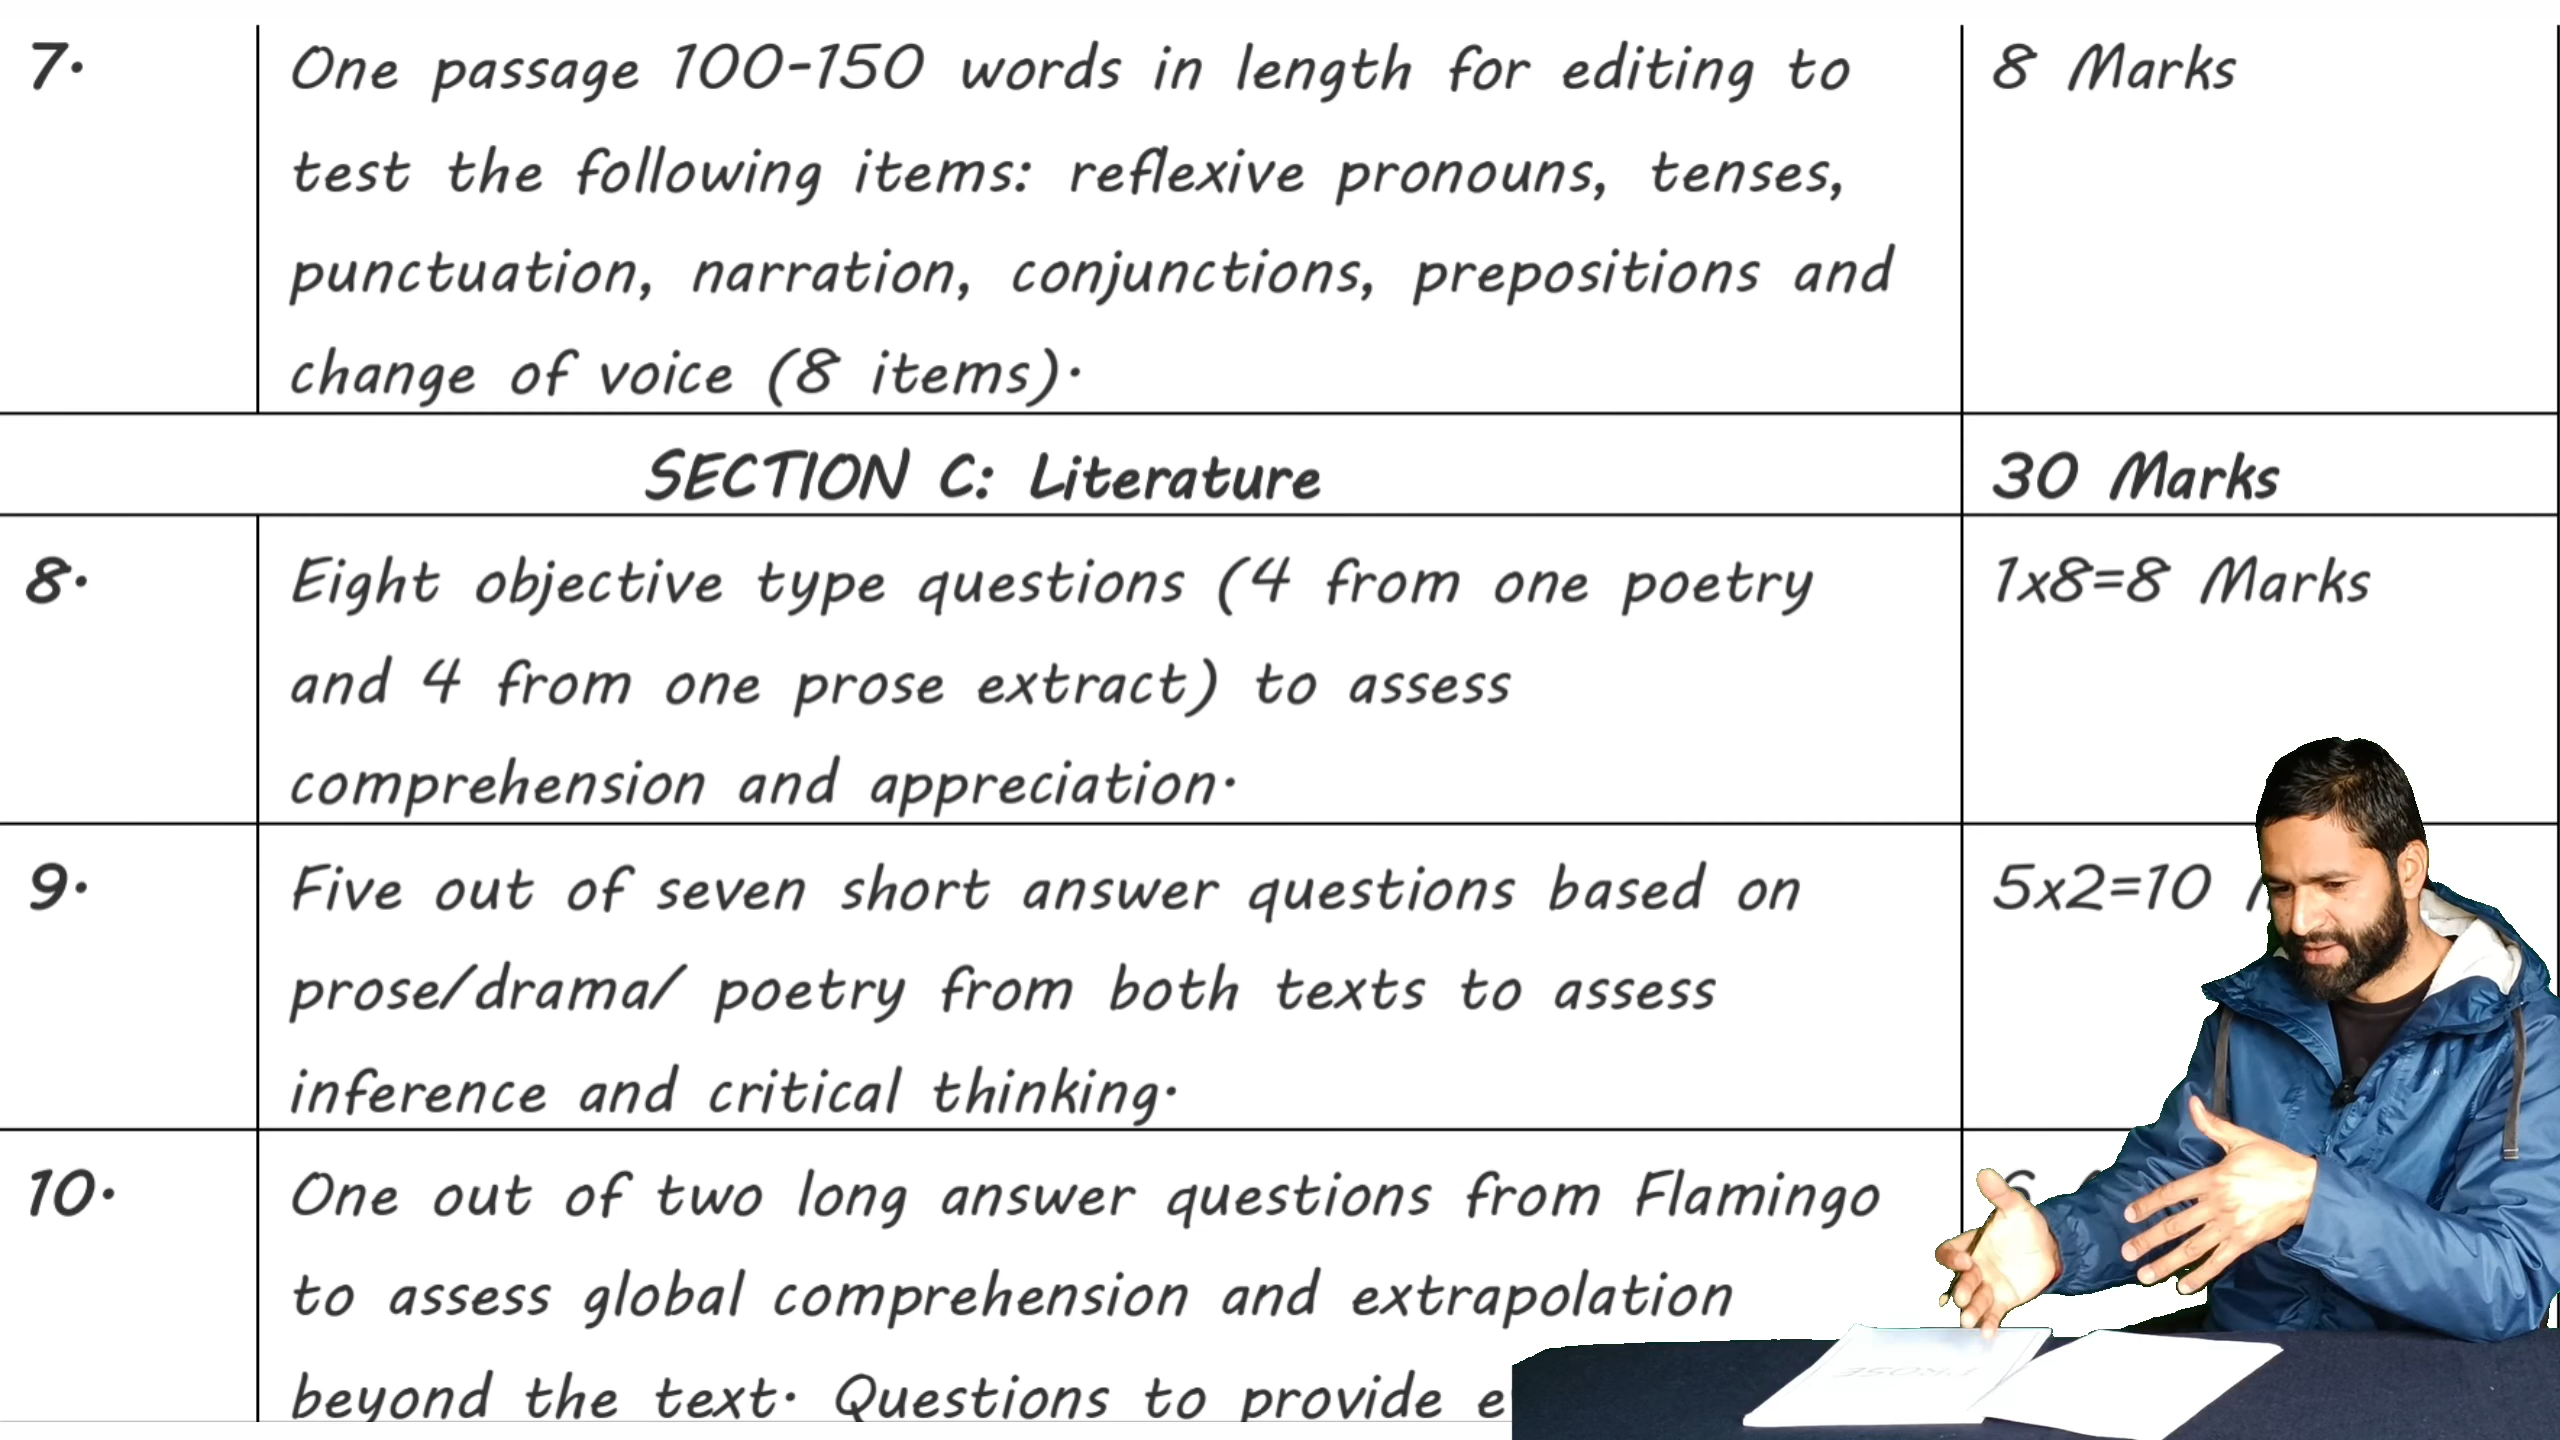 7. One passage 100-150 words in length for editing to 8 Marks
test the following items: reflexive pronouns, tenses,
punctuation, narration, conjunctions, prepositions and
change of voice (8 items).
SECTION C: Literature 30 Marks
8. Eight objective type questions (4 from one poetry 1x8=8 Marks
and 4 from one prose extract) to assess
comprehension and appreciation.
9. Five out of seven short answer questions based on 5x2=10
prose/drama/ poetry from both texts to assess
inference and critical thinking.
10. One out of two long answer questions from Flamingo 6
to assess global comprehension and extrapolation
beyond the text. Questions to provide
PROSE